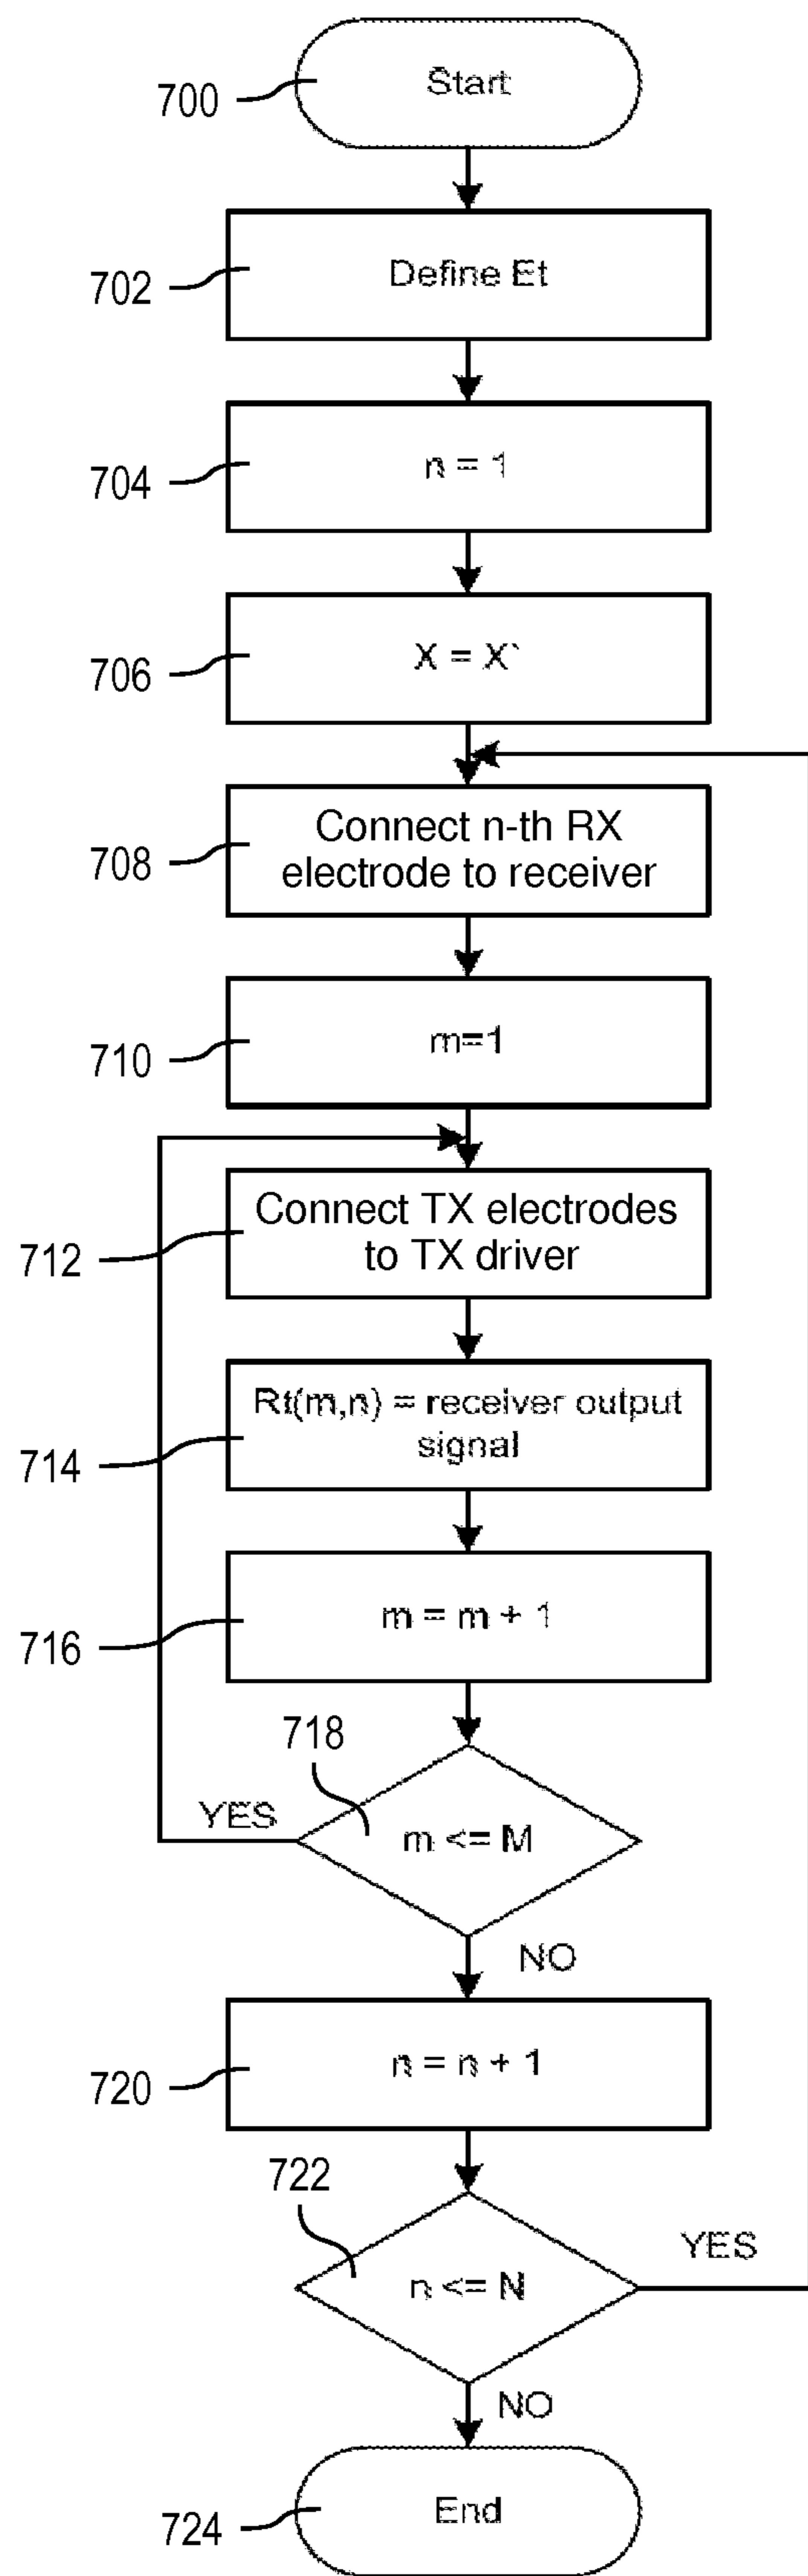 700
Start
702
Define Et
704
n = 1
706
X = X`
708
Connect n-th RX
electrode to receiver
710
m=1
712
Connect TX electrodes
to TX driver
714
Rt(m,n) = receiver output
signal
716
m = m + 1
718
YES
m <= M
NO
720
n = n + 1
722
YES
n <= N
NO
724
End